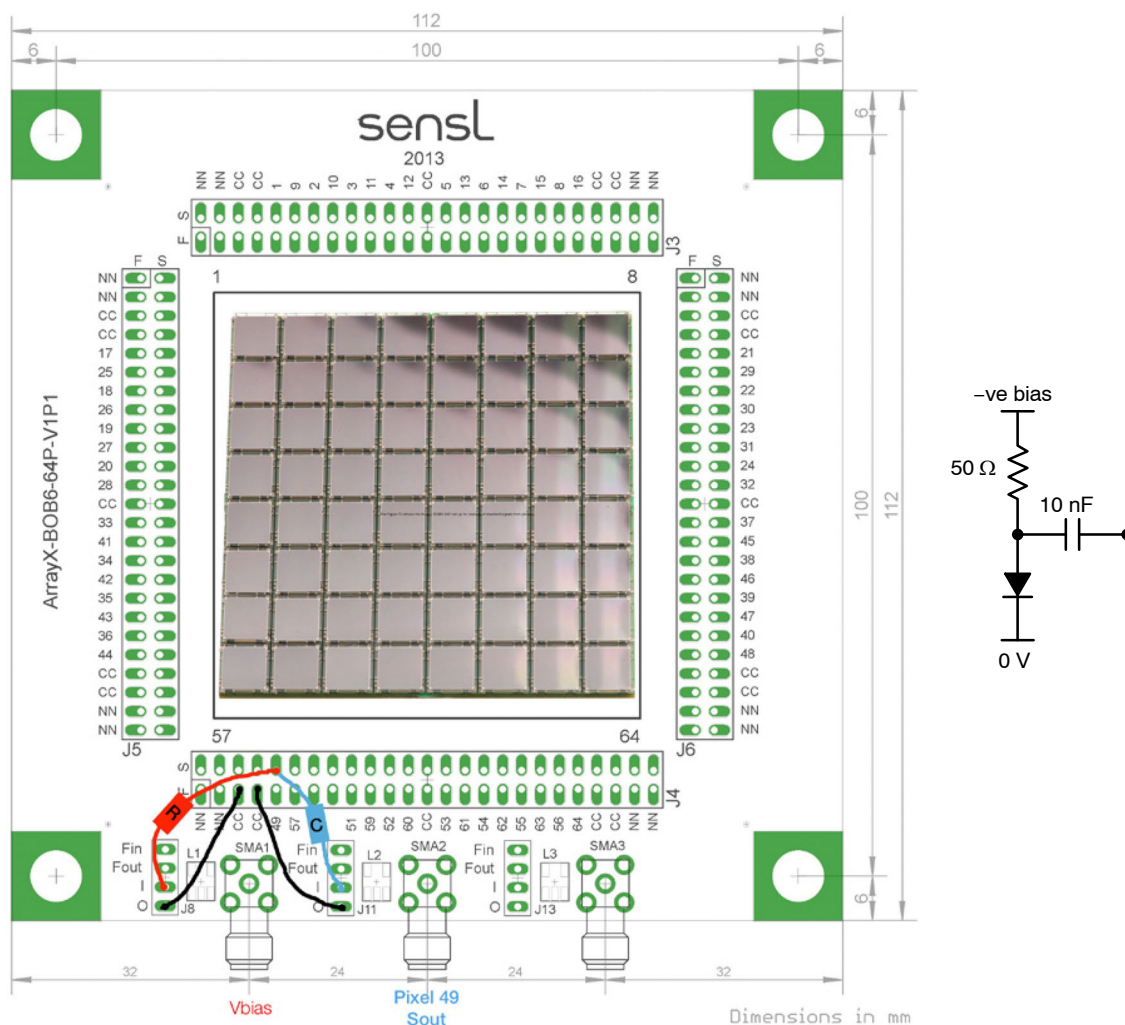 112
6
100
6
sensL
2013
NN NN CC CC 1 9 2 10 3 11 4 12 CC 5 13 6 14 7 15 8 16 CC CC NN NN
S
F
J3
F S
1
8
F S
NN
NN
CC
CC
17
25
18
26
19
27
20
28
CC
33
41
34
42
35
43
36
44
CC
CC
NN
NN
J5
ArrayX-BOB6-64P-V1P1
NN
NN
CC
CC
21
29
22
30
23
31
24
32
CC
37
45
38
46
39
47
40
48
CC
CC
NN
NN
J6
6
100
112
6
−ve bias
50 Ω
10 nF
0 V
57
64
S
F
J4
R
C
NN NN CC CC 49 57 51 59 52 60 CC 53 61 54 62 55 63 56 64 CC CC NN NN
Fin
Fout
I
O
J8
L1
SMA1
Fin
Fout
I
O
J11
L2
SMA2
Fin
Fout
I
O
J13
L3
SMA3
32
24
24
32
Vbias
Pixel 49
Sout
Dimensions in mm